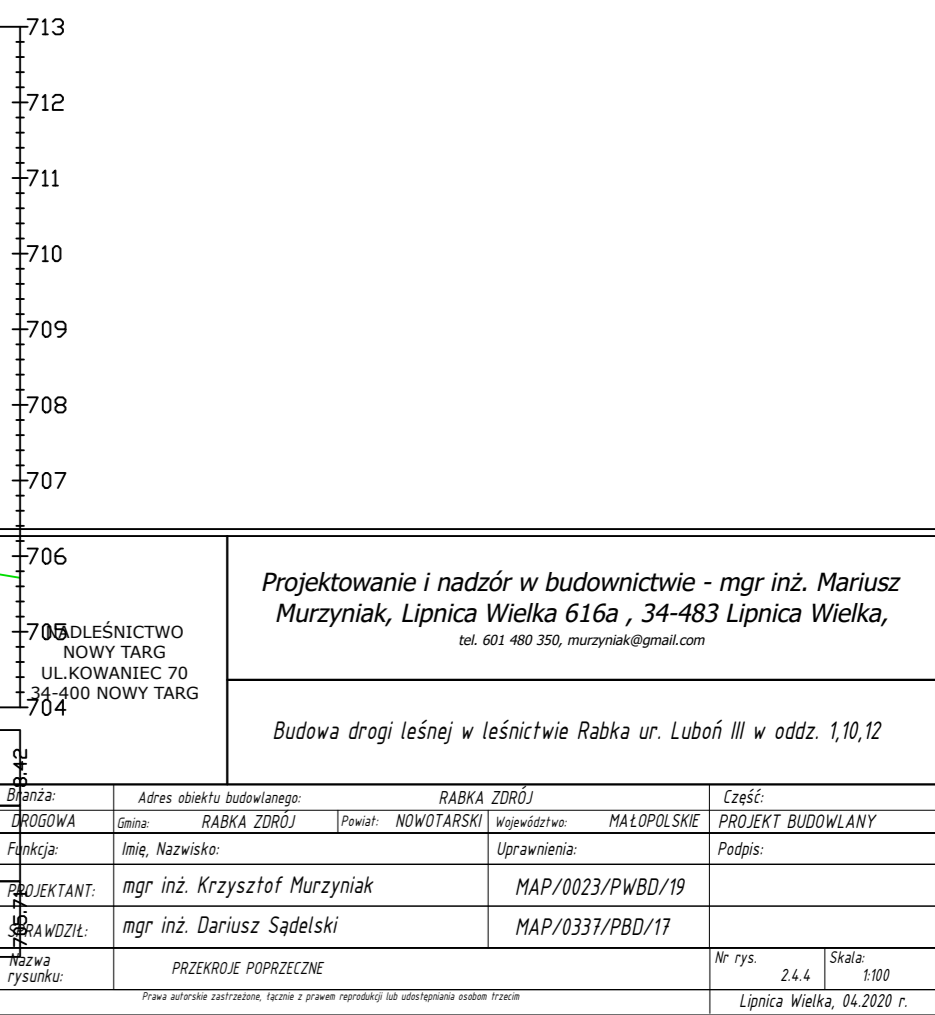 713
712
711
710
709
708
707
706
705
704
8.42
705.71
NADLEŚNICTWO
NOWY TARG
UL.KOWANIEC 70
34-400 NOWY TARG
Projektowanie i nadzór w budownictwie - mgr inż. Mariusz
Murzyniak, Lipnica Wielka 616a , 34-483 Lipnica Wielka,
tel. 601 480 350, murzyniak@gmail.com
Budowa drogi leśnej w leśnictwie Rabka ur. Luboń III w oddz. 1,10,12
Branża: Adres obiektu budowlanego: RABKA ZDRÓJ Część:
DROGOWA Gmina: RABKA ZDRÓJ Powiat: NOWOTARSKI Województwo: MAŁOPOLSKIE PROJEKT BUDOWLANY
Funkcja: Imię, Nazwisko: Uprawnienia: Podpis:
PROJEKTANT: mgr inż. Krzysztof Murzyniak MAP/0023/PWBD/19
SPRAWDZIŁ: mgr inż. Dariusz Sądelski MAP/0337/PBD/17
Nazwa rysunku: PRZEKROJE POPRZECZNE Nr rys. 2.4.4 Skala: 1:100
Prawa autorskie zastrzeżone, łącznie z prawem reprodukcji lub udostępniania osobom trzecim
Lipnica Wielka, 04.2020 r.